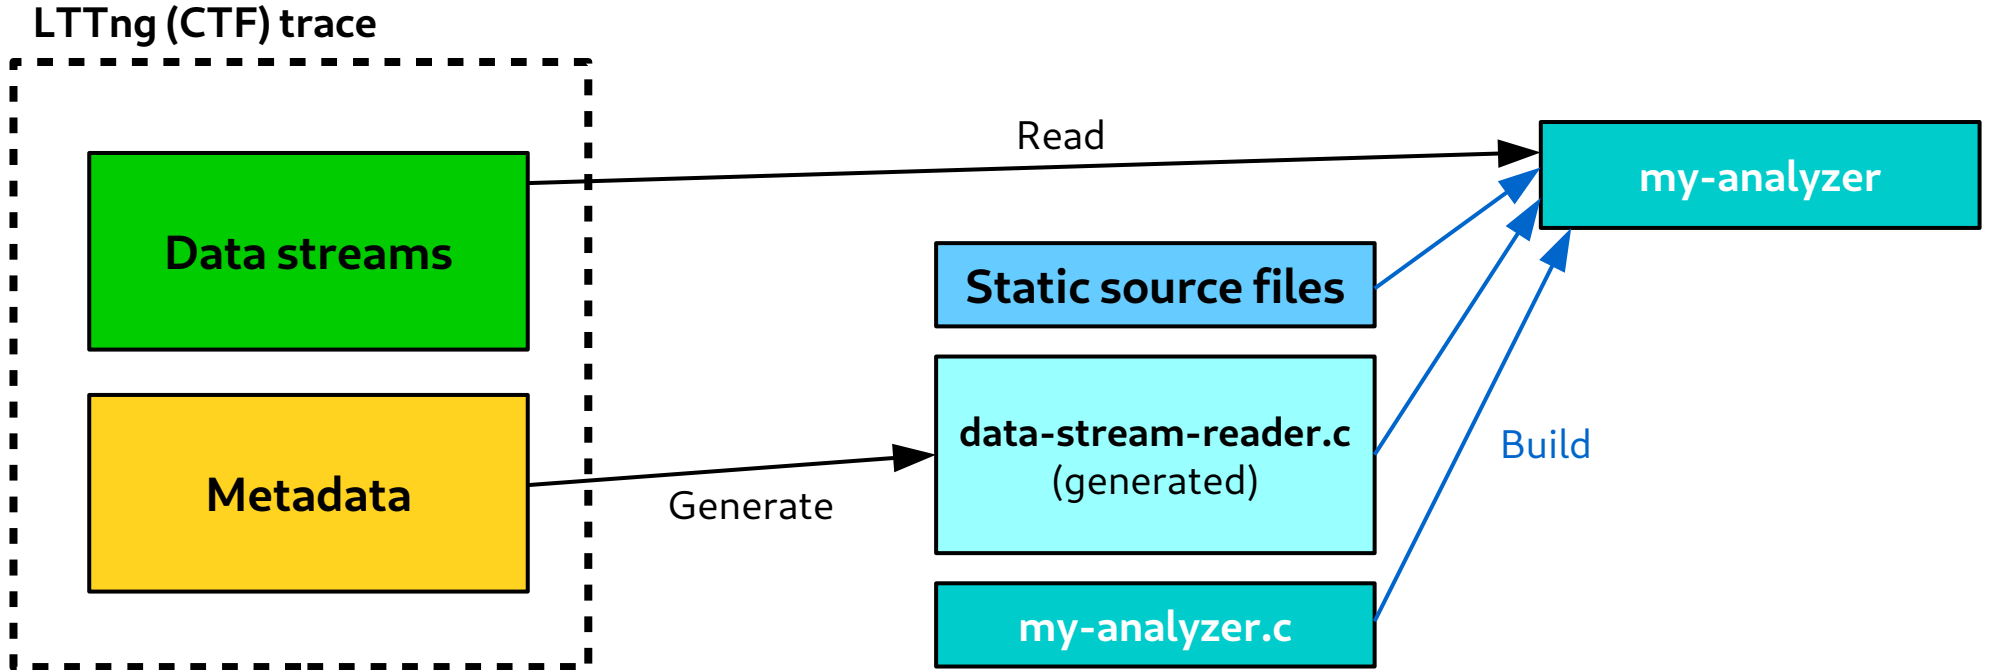 LTTng (CTF) trace
Data streams
Metadata
Read
Generate
Static source files
data-stream-reader.c
(generated)
my-analyzer.c
Build
my-analyzer